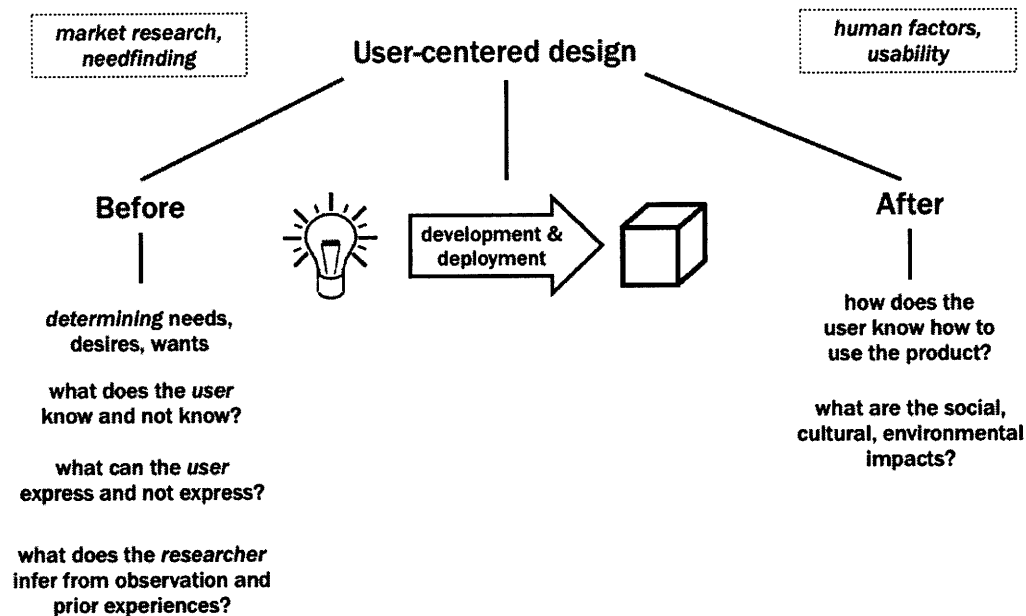 market research,
needfinding
User-centered design
human factors,
usability
Before
determining needs,
desires, wants
what does the user
know and not know?
what can the user
express and not express?
what does the researcher
infer from observation and
prior experiences?
development &
deployment
After
how does the
user know how to
use the product?
what are the social,
cultural, environmental
impacts?